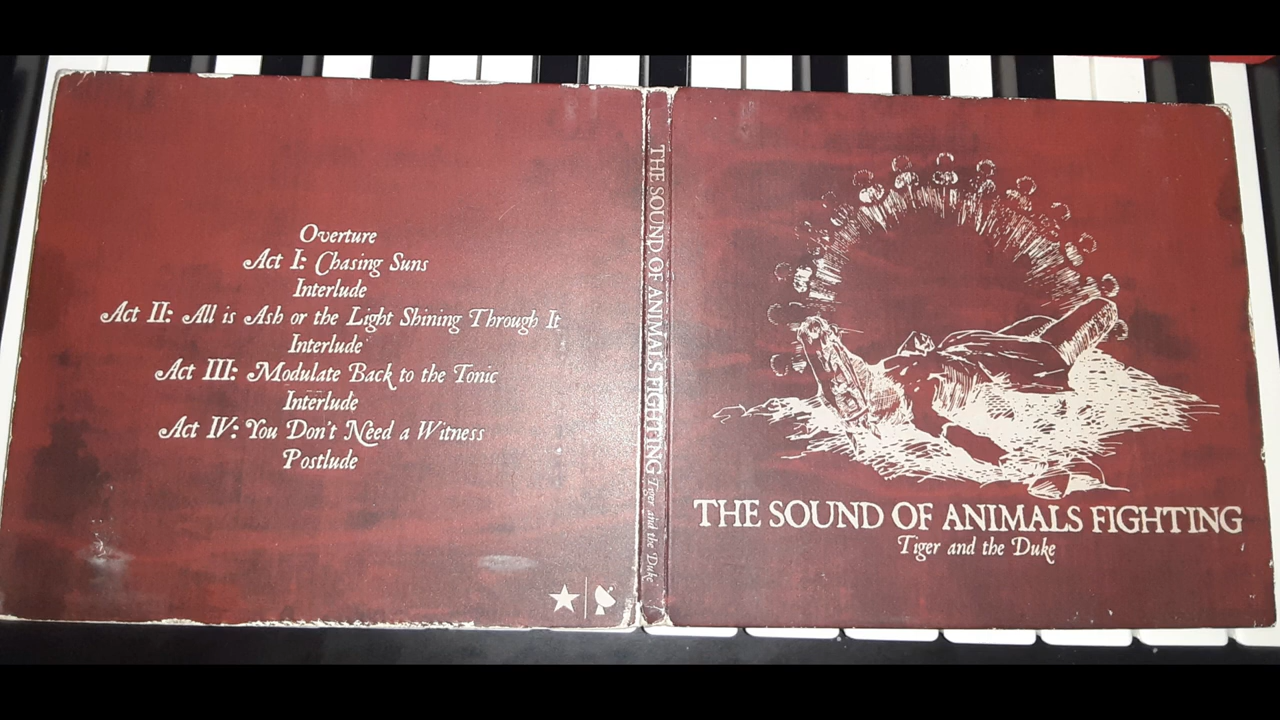 Overture
Act I: Chasing Suns
Interlude
Act II: All is Ash or the Light Shining Through It
Interlude
Act III: Modulate Back to the Tonic
Interlude
Act IV: You Don't Need a Witness
Postlude
THE SOUND OF ANIMALS FIGHTING Tiger and the Duke
THE SOUND OF ANIMALS FIGHTING
Tiger and the Duke